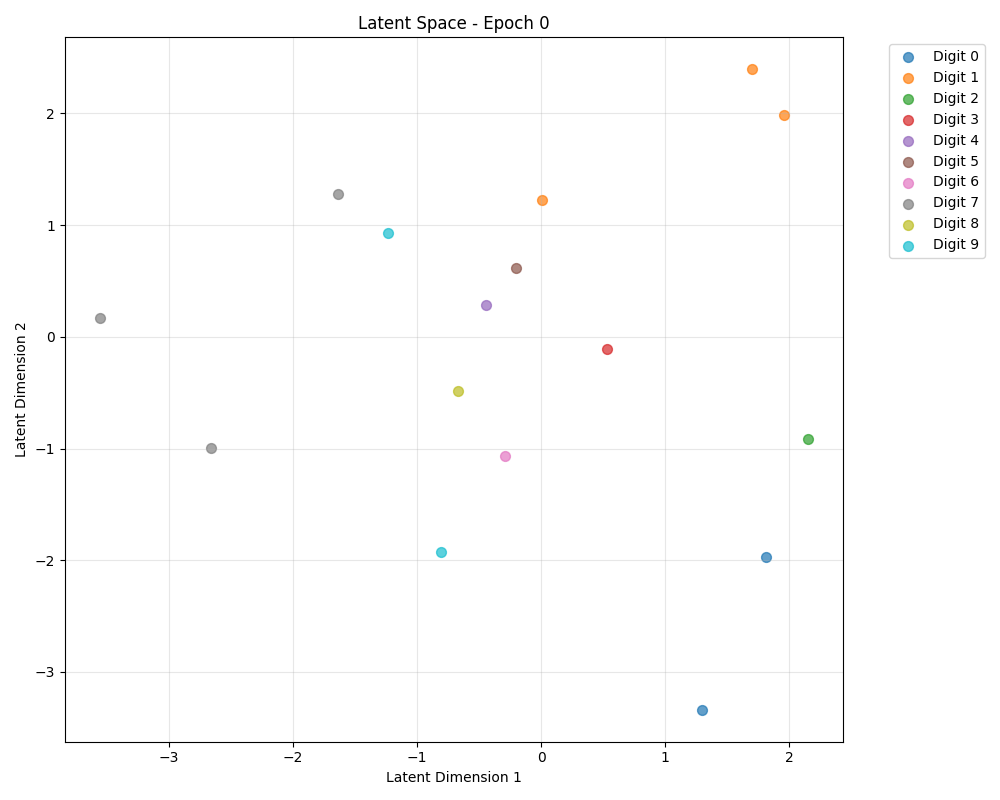 Latent Space - Epoch 0
Digit 0
Digit 1
Digit 2
Digit 3
Digit 4
Digit 5
Digit 6
Digit 7
Digit 8
Digit 9
Latent Dimension 2
2
1
0
−1
−2
−3
−3
−2
−1
0
1
2
Latent Dimension 1